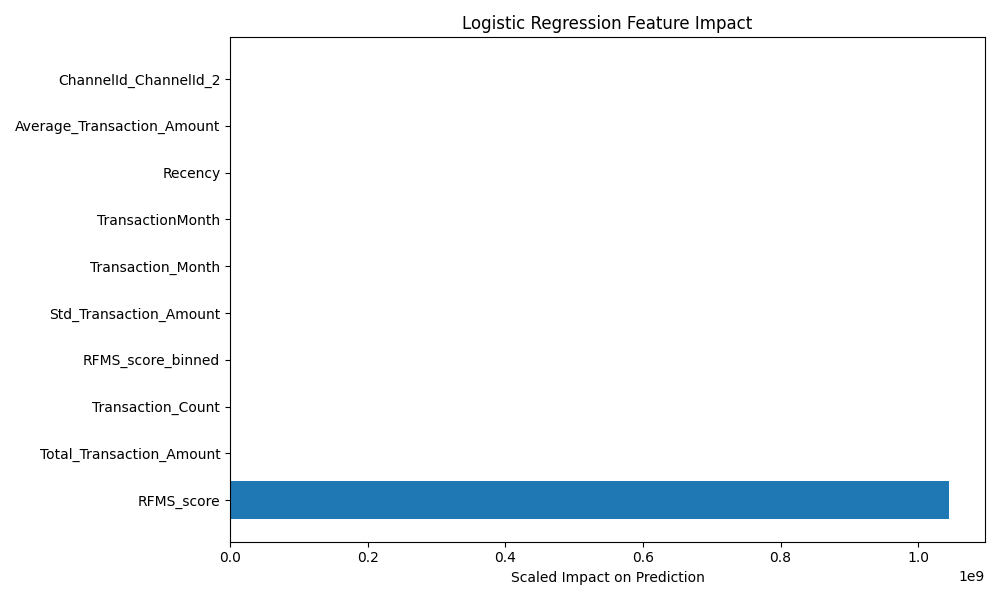 Logistic Regression Feature Impact
ChannelId_ChannelId_2
Average_Transaction_Amount
Recency
TransactionMonth
Transaction_Month
Std_Transaction_Amount
RFMS_score_binned
Transaction_Count
Total_Transaction_Amount
RFMS_score
0.0 0.2 0.4 0.6 0.8 1.0
1e9
Scaled Impact on Prediction